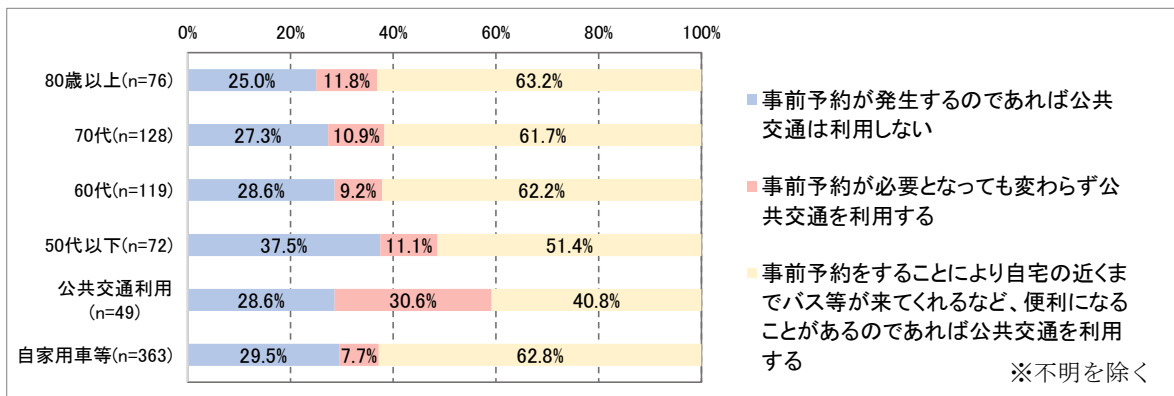 0% 20% 40% 60% 80% 100%
80歳以上(n=76) 25.0% 11.8% 63.2%
70代(n=128) 27.3% 10.9% 61.7%
60代(n=119) 28.6% 9.2% 62.2%
50代以下(n=72) 37.5% 11.1% 51.4%
公共交通利用
(n=49) 28.6% 30.6% 40.8%
自家用車等(n=363) 29.5% 7.7% 62.8%
事前予約が発生するのであれば公共
交通は利用しない
事前予約が必要となっても変わらず公
共交通を利用する
事前予約をすることにより自宅の近くま
でバス等が来てくれるなど、便利になる
ことがあるのであれば公共交通を利用
する
※不明を除く